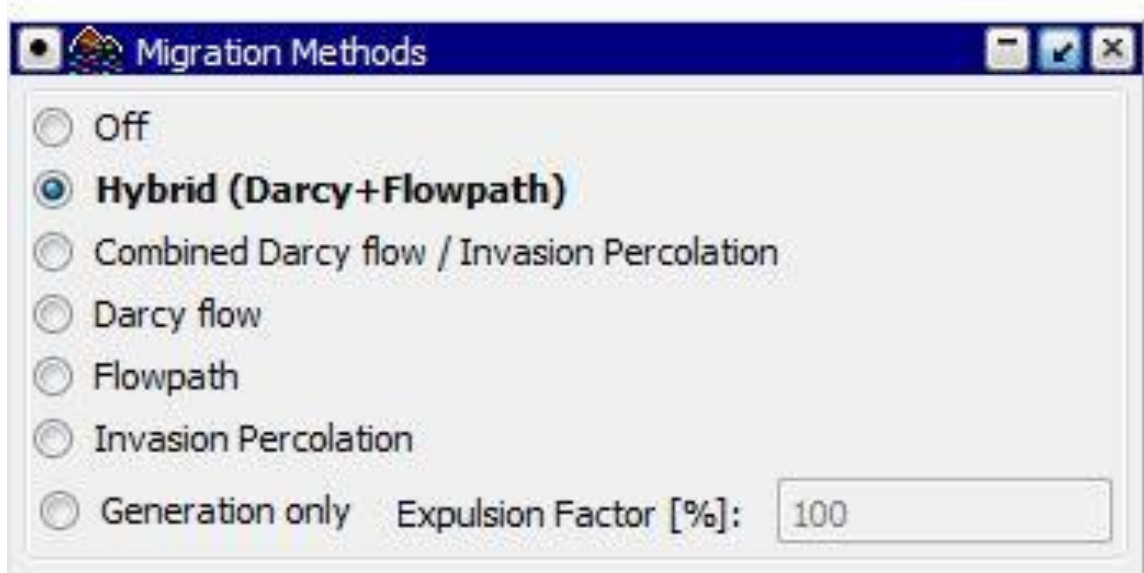 Migration Methods
Off
Hybrid (Darcy+Flowpath)
Combined Darcy flow / Invasion Percolation
Darcy flow
Flowpath
Invasion Percolation
Generation only Expulsion Factor [%]: 100